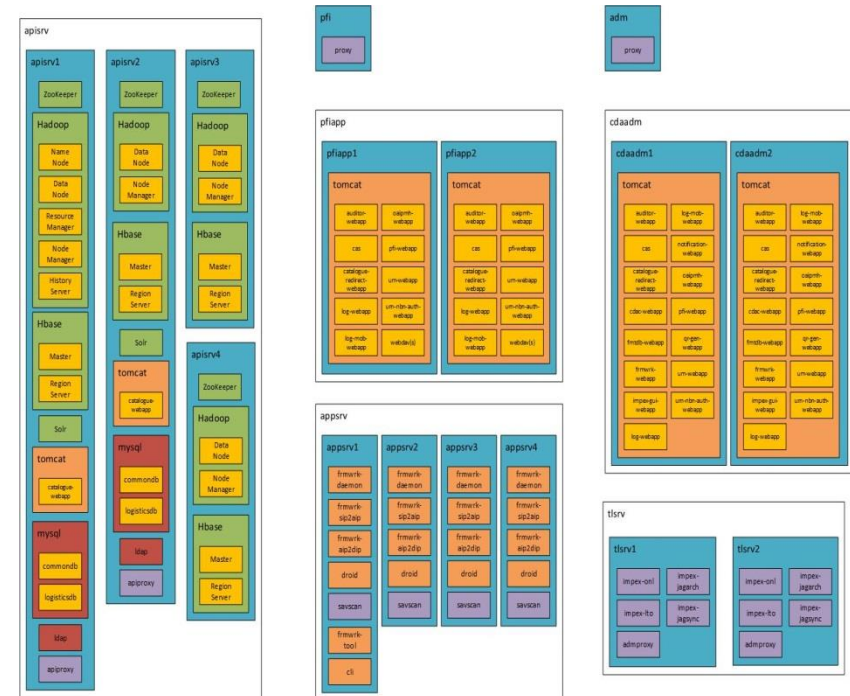 apisrv
apisrv1
ZooKeeper
Hadoop
Name
Node
Data
Node
Resource
Manager
Node
Manager
History
Server
Hbase
Master
Region
Server
Solr
tomcat
catalogue-
webapp
mysql
commondb
logisticsdb
ldap
apiproxy
apisrv2
ZooKeeper
Hadoop
Data
Node
Node
Manager
Hbase
Master
Region
Server
Solr
tomcat
catalogue-
webapp
mysql
commondb
logisticsdb
ldap
apiproxy
apisrv3
ZooKeeper
Hadoop
Data
Node
Node
Manager
Hbase
Master
Region
Server
apisrv4
ZooKeeper
Hadoop
Data
Node
Node
Manager
Hbase
Master
Region
Server
pfi
proxy
adm
proxy
pfiapp
pfiapp1
tomcat
auditor-
webapp
oaipmh-
webapp
cas
pfi-webapp
catalogue-
redirect-
webapp
um-webapp
log-webapp
urn-nbn-auth-
webapp
log-mob-
webapp
webdav(s)
pfiapp2
tomcat
auditor-
webapp
oaipmh-
webapp
cas
pfi-webapp
catalogue-
redirect-
webapp
um-webapp
log-webapp
urn-nbn-auth-
webapp
log-mob-
webapp
webdav(s)
cdaadm
cdaadm1
tomcat
auditor-
webapp
log-mob-
webapp
cas
notification-
webapp
catalogue-
redirect-
webapp
oaipmh-
webapp
cdac-webapp
pfi-webapp
fmtdb-webapp
qr-gen-
webapp
frmwrk-
webapp
um-webapp
impex-gui-
webapp
urn-nbn-auth-
webapp
log-webapp
cdaadm2
tomcat
auditor-
webapp
log-mob-
webapp
cas
notification-
webapp
catalogue-
redirect-
webapp
oaipmh-
webapp
cdac-webapp
pfi-webapp
fmtdb-webapp
qr-gen-
webapp
frmwrk-
webapp
um-webapp
impex-gui-
webapp
urn-nbn-auth-
webapp
log-webapp
appsrv
appsrv1
frmwrk-
daemon
frmwrk-
sip2aip
frmwrk-
aip2dip
droid
savscan
frmwrk-
tool
cli
appsrv2
frmwrk-
daemon
frmwrk-
sip2aip
frmwrk-
aip2dip
droid
savscan
appsrv3
frmwrk-
daemon
frmwrk-
sip2aip
frmwrk-
aip2dip
droid
savscan
appsrv4
frmwrk-
daemon
frmwrk-
sip2aip
frmwrk-
aip2dip
droid
savscan
tlsrv
tlsrv1
impex-onl
impex-
jagarch
impex-lto
impex-
jagsync
admproxy
tlsrv2
impex-onl
impex-
jagarch
impex-lto
impex-
jagsync
admproxy